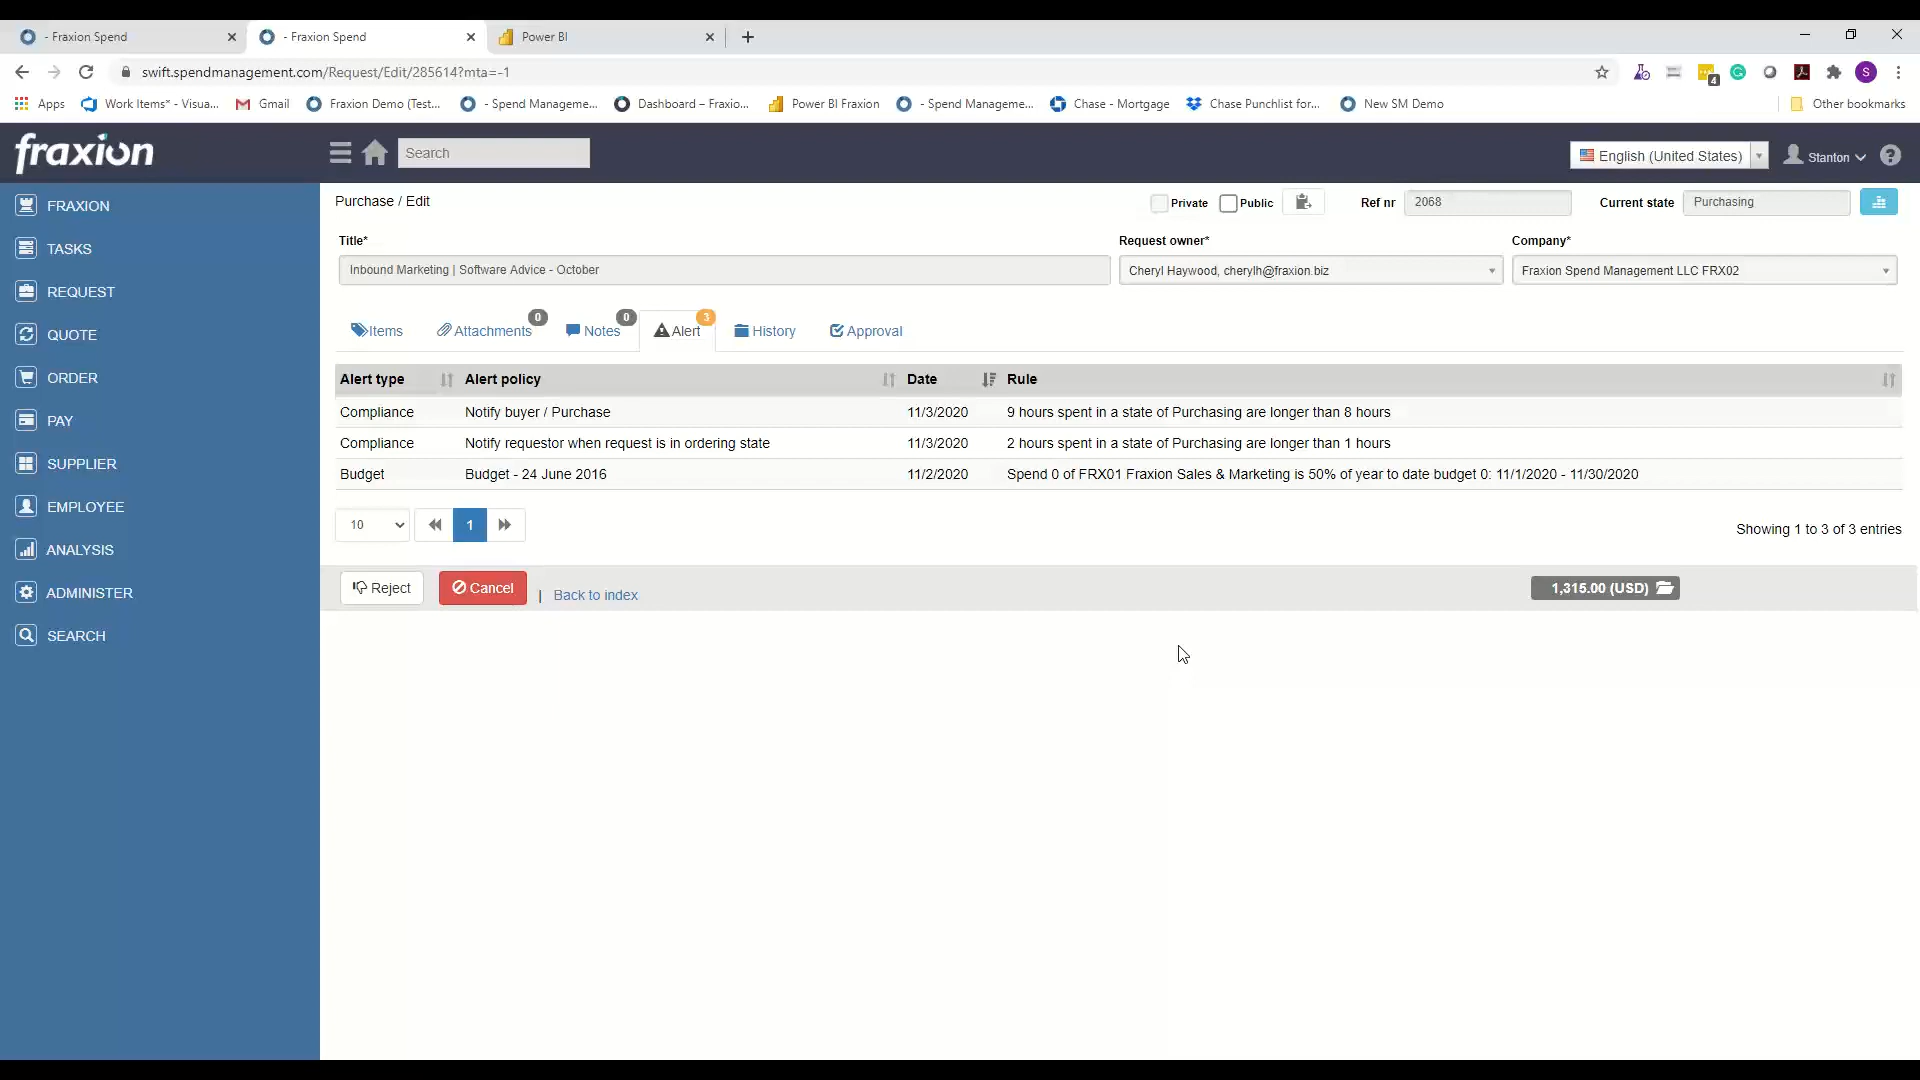 - Fraxion Spend
- Fraxion Spend
Power BI
swift.spendmanagement.com/Request/Edit/285614?mta=-1
4
S
Apps
Work Items* - Visua...
Gmail
Fraxion Demo (Test...
- Spend Manageme...
Dashboard – Fraxio...
Power BI Fraxion
- Spend Manageme...
Chase - Mortgage
Chase Punchlist for...
New SM Demo
Other bookmarks
fraxion
Search
English (United States)
Stanton
FRAXION
TASKS
REQUEST
QUOTE
ORDER
PAY
SUPPLIER
EMPLOYEE
ANALYSIS
ADMINISTER
SEARCH
Purchase / Edit
Private
Public
Ref nr
2068
Current state
Purchasing
Title*
Request owner*
Company*
Inbound Marketing | Software Advice - October
Cheryl Haywood, cherylh@fraxion.biz
Fraxion Spend Management LLC FRX02
Items
Attachments 0
Notes 0
Alert 3
History
Approval
Alert type Alert policy Date Rule
Compliance Notify buyer / Purchase 11/3/2020 9 hours spent in a state of Purchasing are longer than 8 hours
Compliance Notify requestor when request is in ordering state 11/3/2020 2 hours spent in a state of Purchasing are longer than 1 hours
Budget Budget - 24 June 2016 11/2/2020 Spend 0 of FRX01 Fraxion Sales & Marketing is 50% of year to date budget 0: 11/1/2020 - 11/30/2020
10
1
Showing 1 to 3 of 3 entries
Reject
Cancel
| Back to index
1,315.00 (USD)